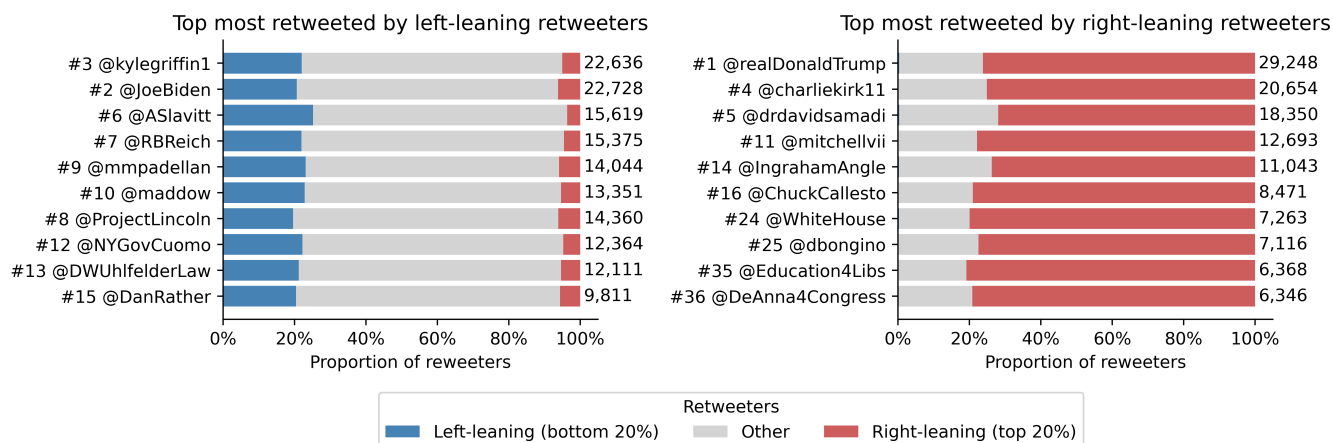 Top most retweeted by left-leaning retweeters
#3 @kylegriffin1 22,636
#2 @JoeBiden 22,728
#6 @ASlavitt 15,619
#7 @RBReich 15,375
#9 @mmpadellan 14,044
#10 @maddow 13,351
#8 @ProjectLincoln 14,360
#12 @NYGovCuomo 12,364
#13 @DWUhlfelderLaw 12,111
#15 @DanRather 9,811
0% 20% 40% 60% 80% 100%
Proportion of reweeters
Top most retweeted by right-leaning retweeters
#1 @realDonaldTrump 29,248
#4 @charliekirk11 20,654
#5 @drdavidsamadi 18,350
#11 @mitchellvii 12,693
#14 @IngrahamAngle 11,043
#16 @ChuckCallesto 8,471
#24 @WhiteHouse 7,263
#25 @dbongino 7,116
#35 @Education4Libs 6,368
#36 @DeAnna4Congress 6,346
0% 20% 40% 60% 80% 100%
Proportion of reweeters
Retweeters
Left-leaning (bottom 20%) Other Right-leaning (top 20%)